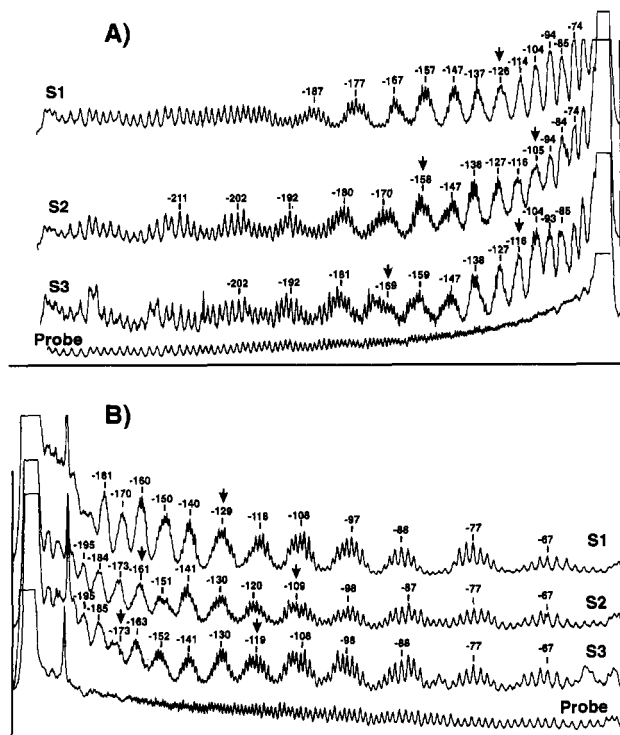 A)
S1
-187 -177 -167 -157 -147 -137 -126 -114 -104 -94 -85 -74
S2
-211 -202 -192 -180 -170 -158 -147 -138 -127 -116 -105 -94 -84 -74
S3
-202 -192 -181 -169 -159 -147 -138 -127 -116 -104 -93 -85
Probe
B)
-181 -170 -160 -150 -140 -129 -118 -108 -97 -88 -77 -67
S1
-195 -184 -173 -161 -151 -141 -130 -120 -109 -98 -87 -77 -67
S2
-195 -185 -173 -163 -152 -141 -130 -119 -108 -98 -88 -77 -67
S3
Probe